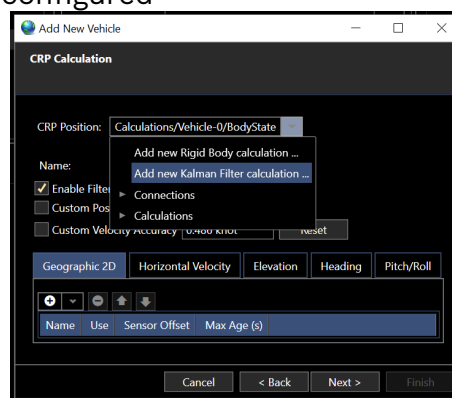 configured
Add New Vehicle
CRP Calculation
CRP Position: Calculations/Vehicle-0/BodyState
Add new Rigid Body calculation ...
Name:
Add new Kalman Filter calculation ...
Enable Filter
Connections
Custom Pos
Calculations
Custom Velocity Accuracy 0.486 knot Reset
Geographic 2D Horizontal Velocity Elevation Heading Pitch/Roll
Name Use Sensor Offset Max Age (s)
Cancel < Back Next > Finish